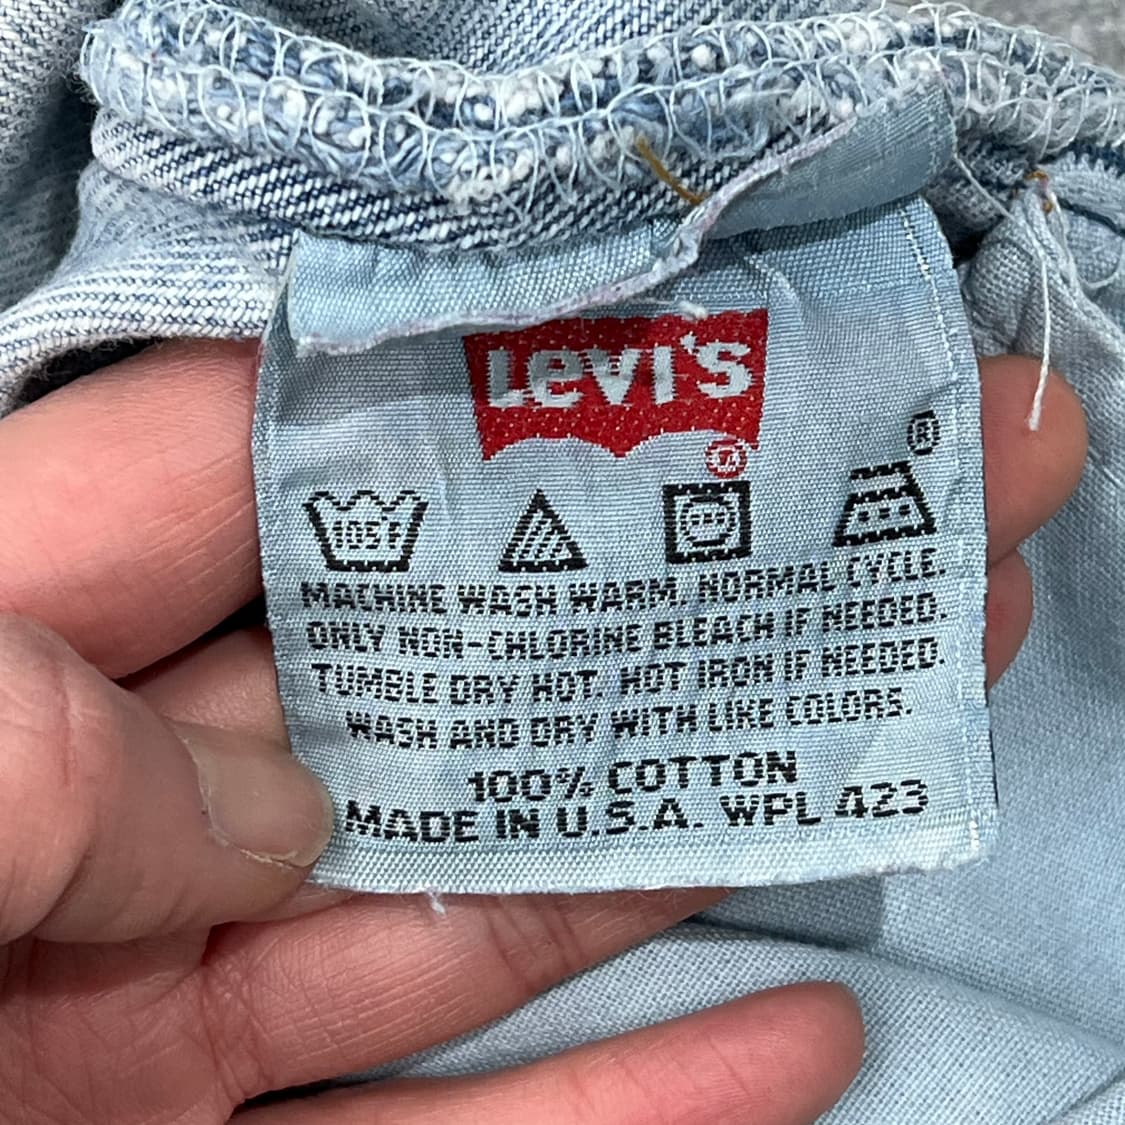 Levi's
®
®
105°F
MACHINE WASH WARM, NORMAL CYCLE.
ONLY NON-CHLORINE BLEACH IF NEEDED.
TUMBLE DRY HOT. HOT IRON IF NEEDED.
WASH AND DRY WITH LIKE COLORS.
100% COTTON
MADE IN U.S.A. WPL 423